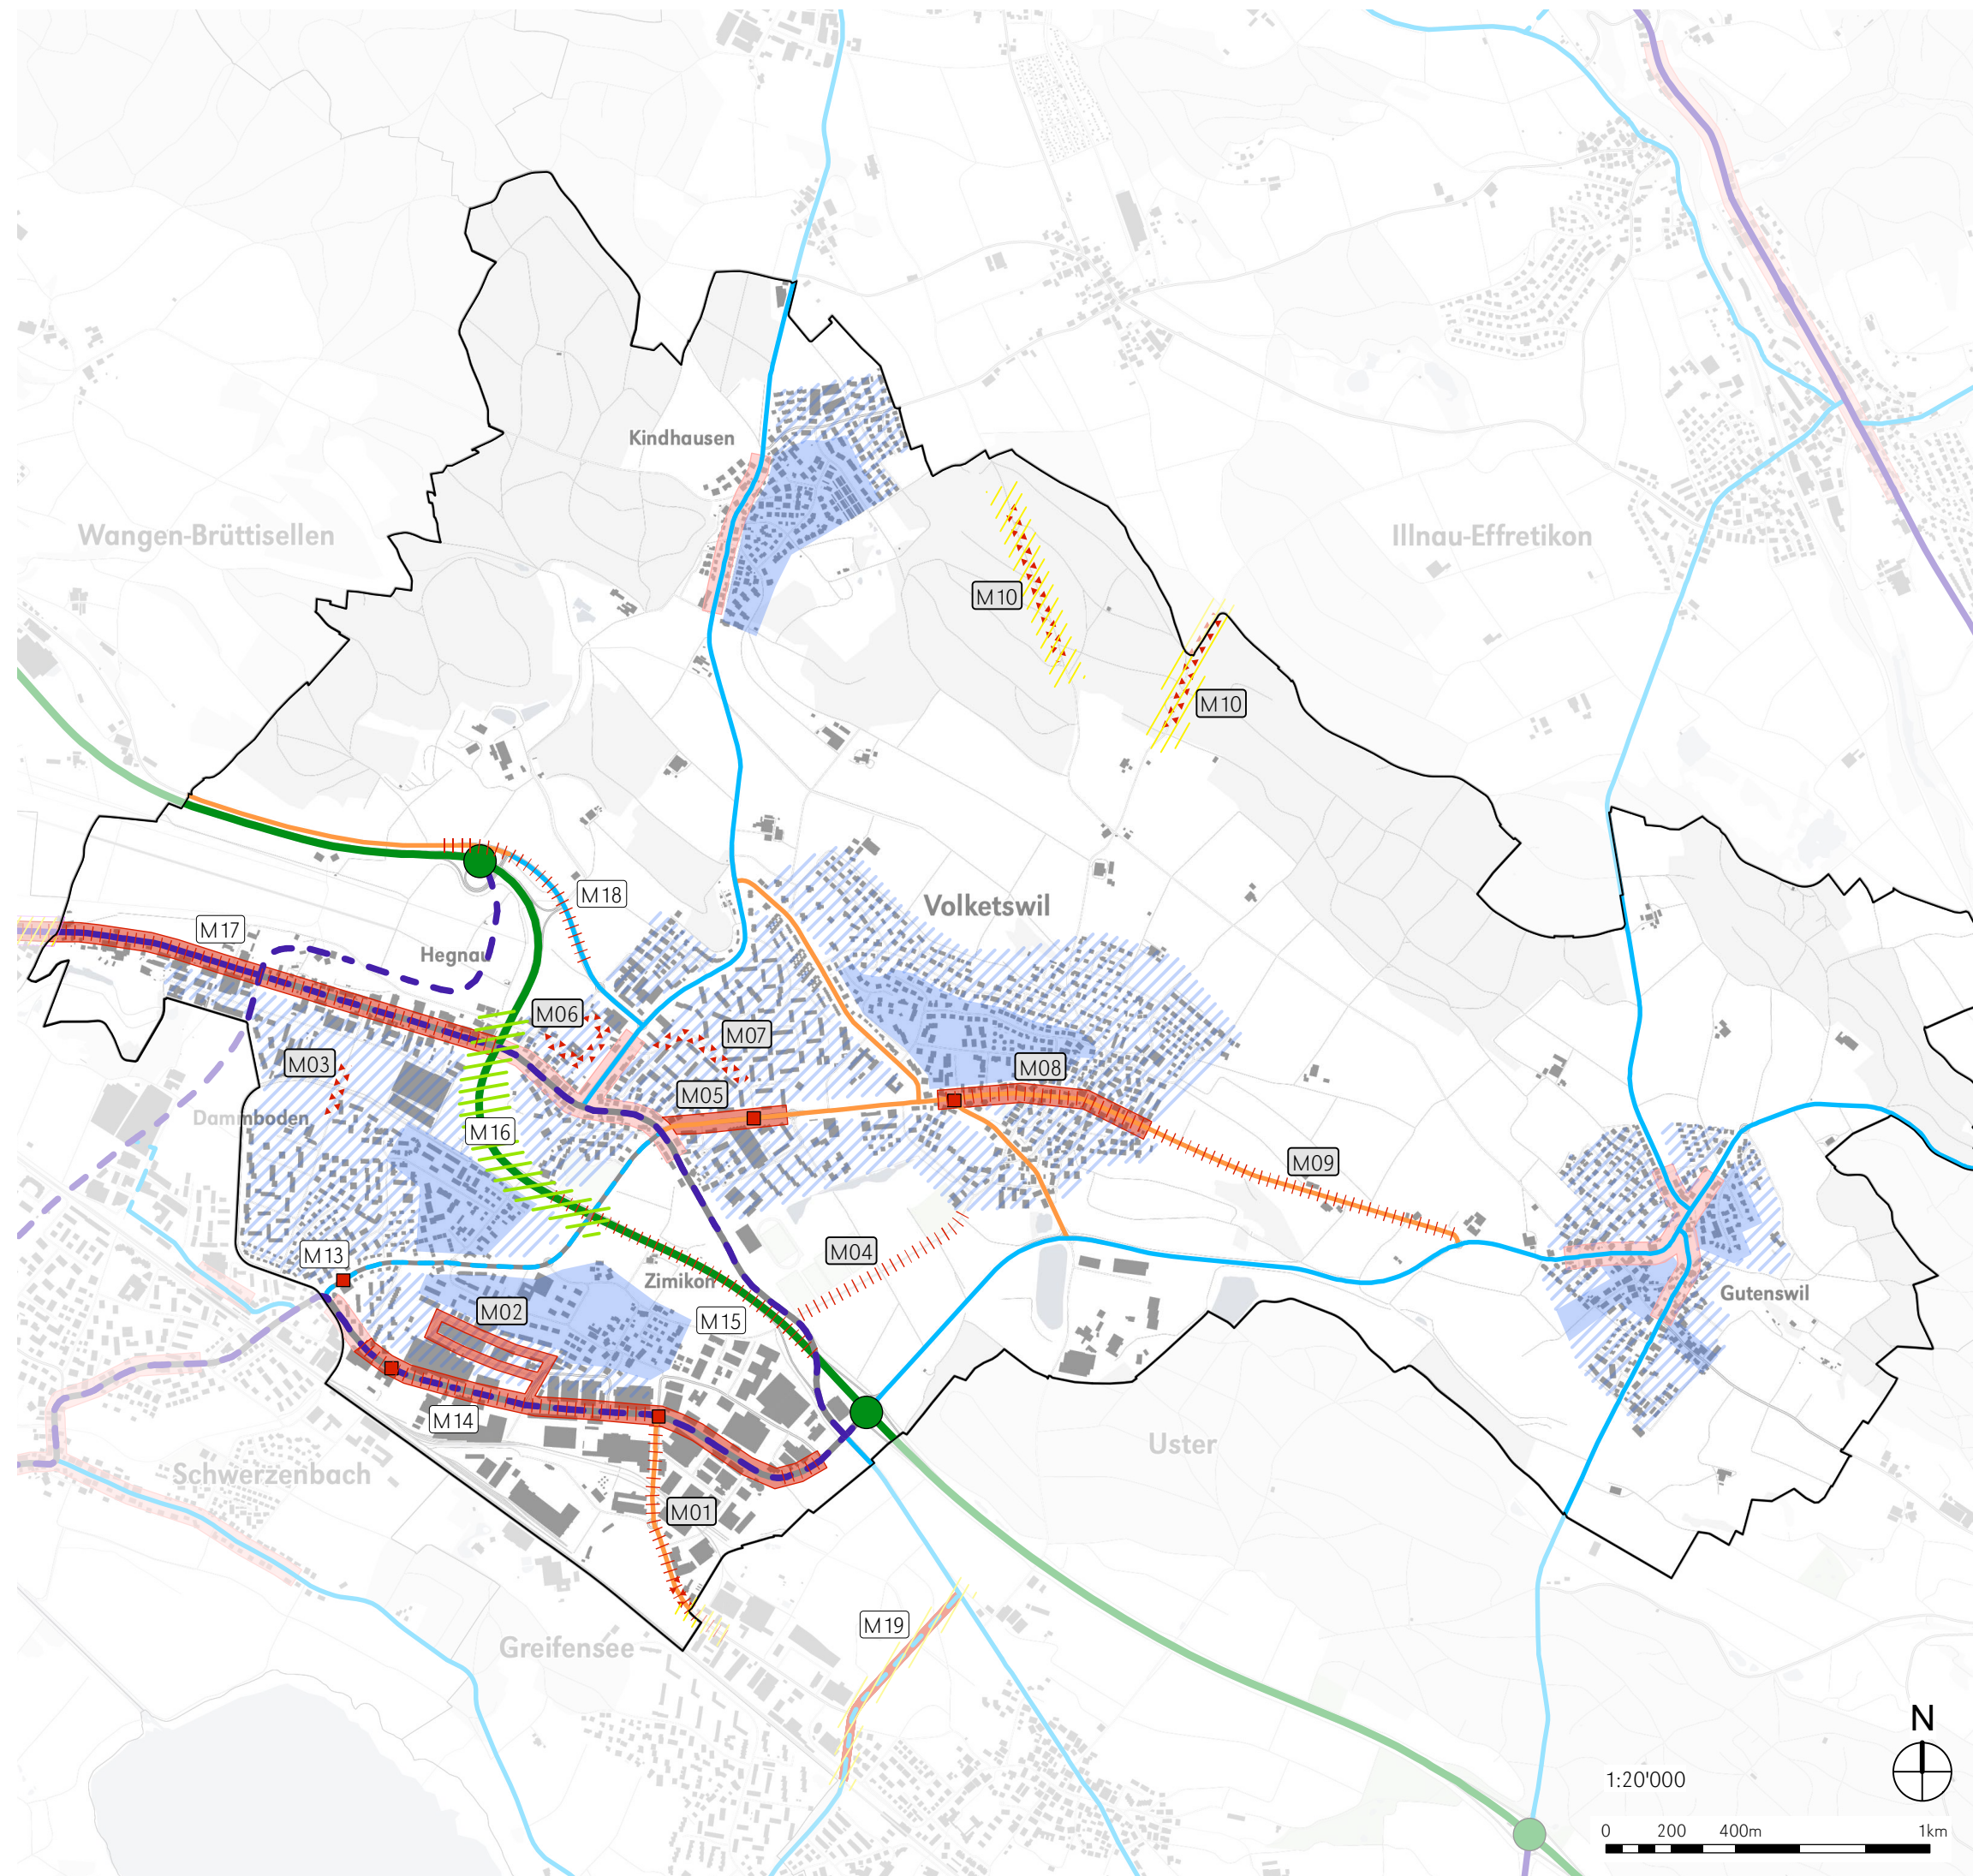 Kindhausen
Wangen-Brüttisellen
Illnau-Effretikon
M10
M10
M18
Volketswil
M17
Hegnau
M06
M07
M03
M08
M05
Dammboden
M16
M09
M13
M04
Zimikon
Gutenswil
M02
M15
M14
Uster
Schwerzenbach
M01
M19
Greifensee
N
1:20'000
0 200 400m 1km